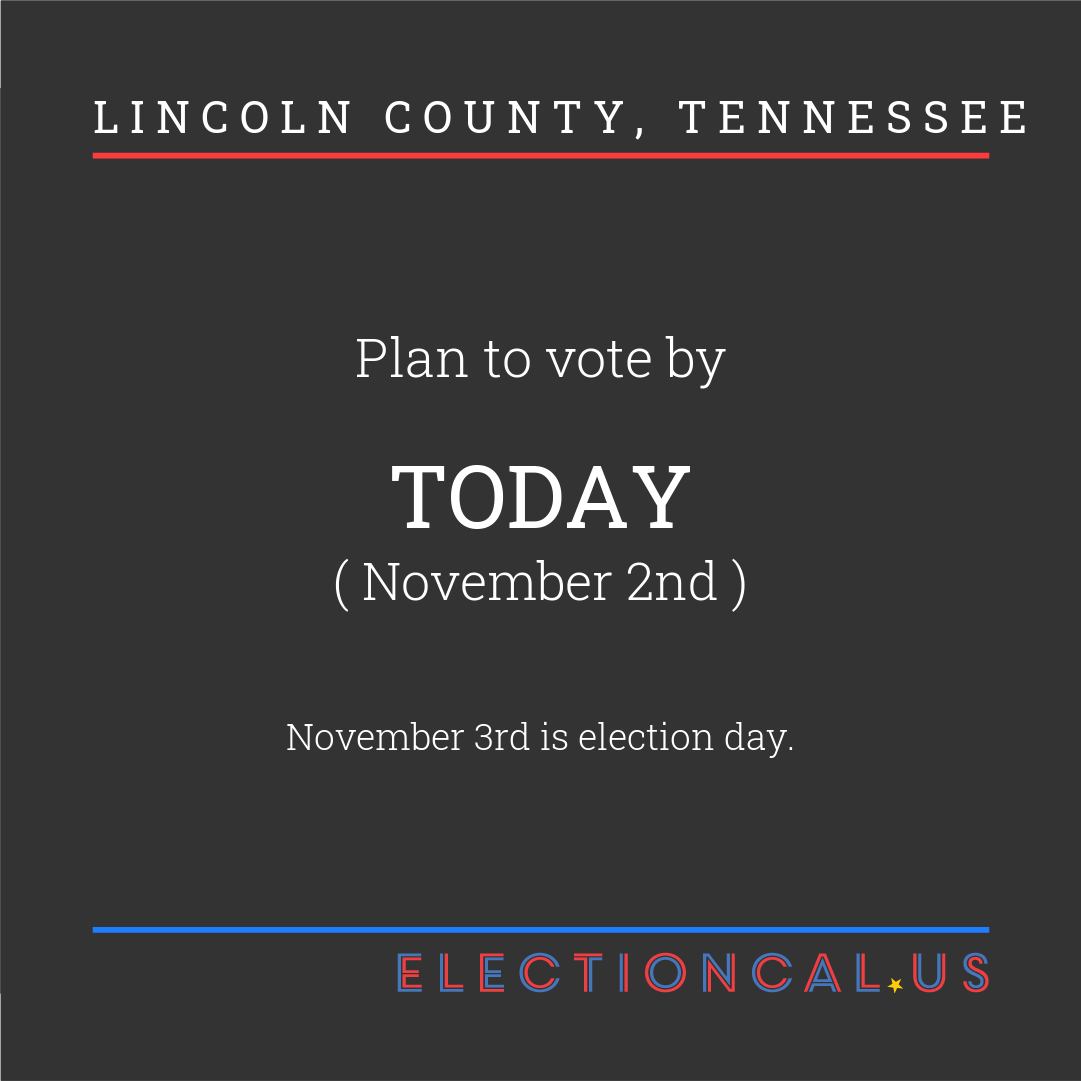 LINCOLN COUNTY, TENNESSEE
Plan to vote by
TODAY
( November 2nd )
November 3rd is election day.
ELECTIONCAL.US